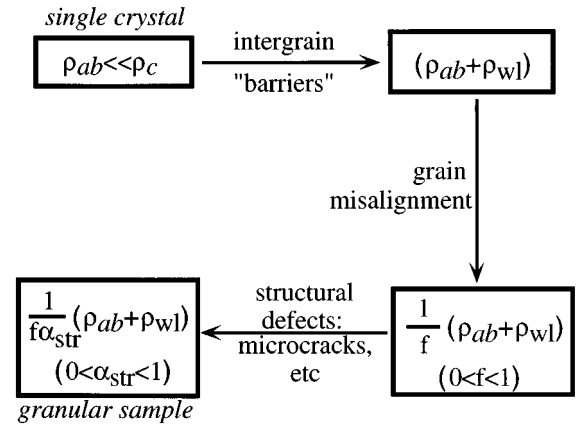 single crystal
ρab<<ρc
intergrain
"barriers"
(ρab+ρwl)
grain
misalignment
1/f (ρab+ρwl)
(0<f<1)
structural
defects:
microcracks,
etc
1/fαstr (ρab+ρwl)
(0<αstr<1)
granular sample